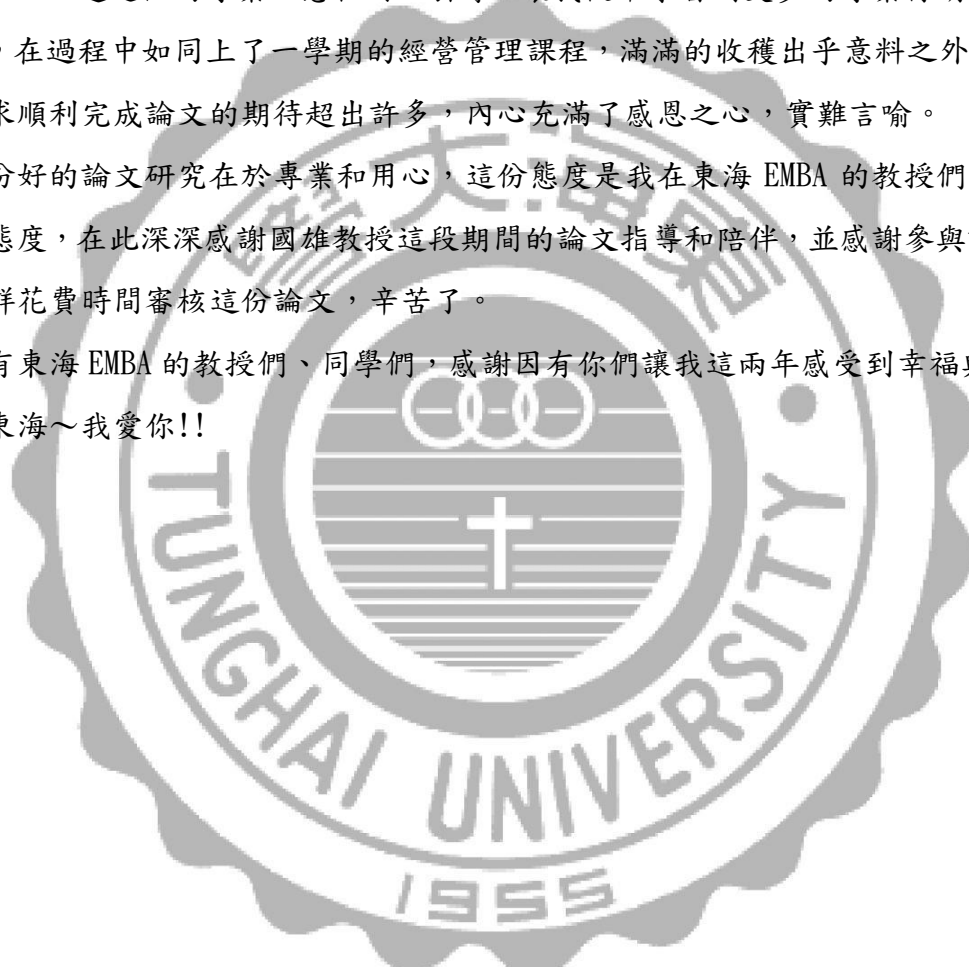 ，在過程中如同上了一學期的經營管理課程，滿滿的收穫出乎意料之外
求順利完成論文的期待超出許多，內心充滿了感恩之心，實難言喻。
分好的論文研究在於專業和用心，這份態度是我在東海 EMBA 的教授們
態度，在此深深感謝國雄教授這段期間的論文指導和陪伴，並感謝參與
群花費時間審核這份論文，辛苦了。
有東海 EMBA 的教授們、同學們，感謝因有你們讓我這兩年感受到幸福
東海～我愛你!!
學大海東
TUNGHAI UNIVERSITY
1955